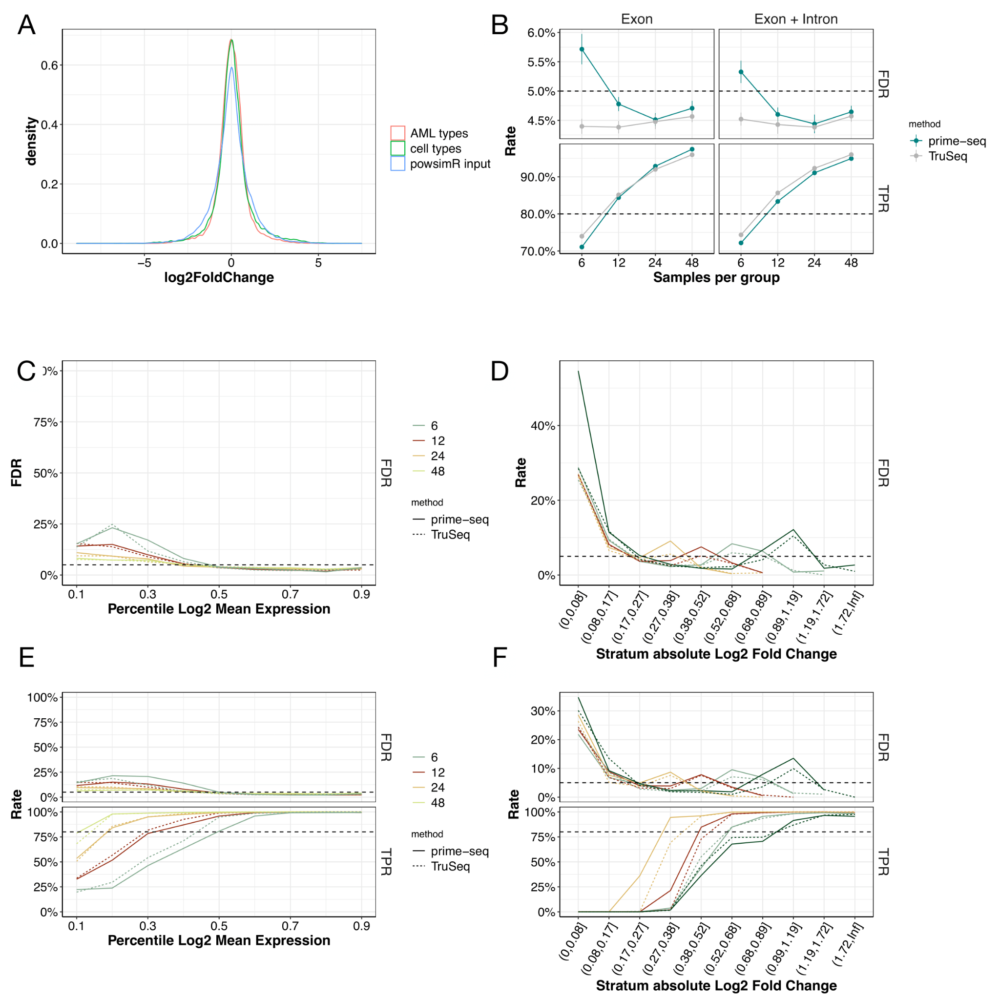 A
density
0.6
0.4
0.2
0.0
−5
0
5
log2FoldChange
AML types
cell types
powsimR input
B
Exon
Exon + Intron
Rate
6.0%
5.5%
5.0%
4.5%
FDR
90.0%
80.0%
70.0%
TPR
6
12
24
48
6
12
24
48
Samples per group
method
prime−seq
TruSeq
C
FDR
0%
75%
50%
25%
0%
FDR
0.1
0.3
0.5
0.7
0.9
Percentile Log2 Mean Expression
6
12
24
48
method
prime−seq
TruSeq
D
Rate
40%
20%
0%
FDR
(0,0.08]
(0.08,0.17]
(0.17,0.27]
(0.27,0.38]
(0.38,0.52]
(0.52,0.68]
(0.68,0.89]
(0.89,1.19]
(1.19,1.72]
(1.72,Inf]
Stratum absolute Log2 Fold Change
E
Rate
100%
75%
50%
25%
0%
FDR
100%
75%
50%
25%
0%
TPR
0.1
0.3
0.5
0.7
0.9
Percentile Log2 Mean Expression
6
12
24
48
method
prime−seq
TruSeq
F
Rate
30%
20%
10%
0%
FDR
100%
75%
50%
25%
0%
TPR
(0,0.08]
(0.08,0.17]
(0.17,0.27]
(0.27,0.38]
(0.38,0.52]
(0.52,0.68]
(0.68,0.89]
(0.89,1.19]
(1.19,1.72]
(1.72,Inf]
Stratum absolute Log2 Fold Change